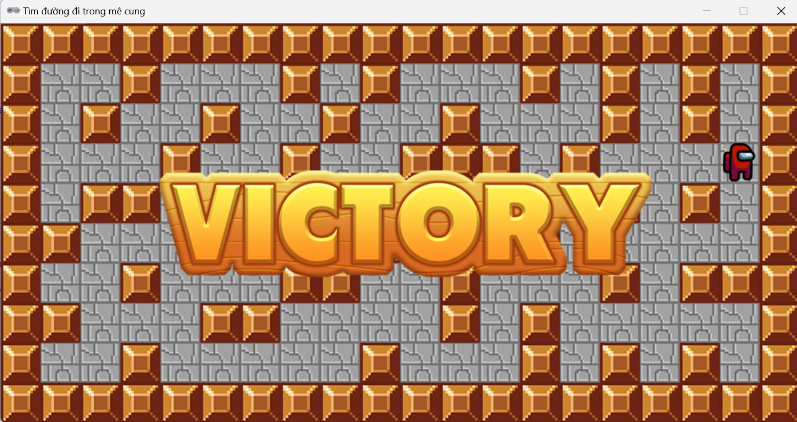 Tìm đường đi trong mê cung
VICTORY